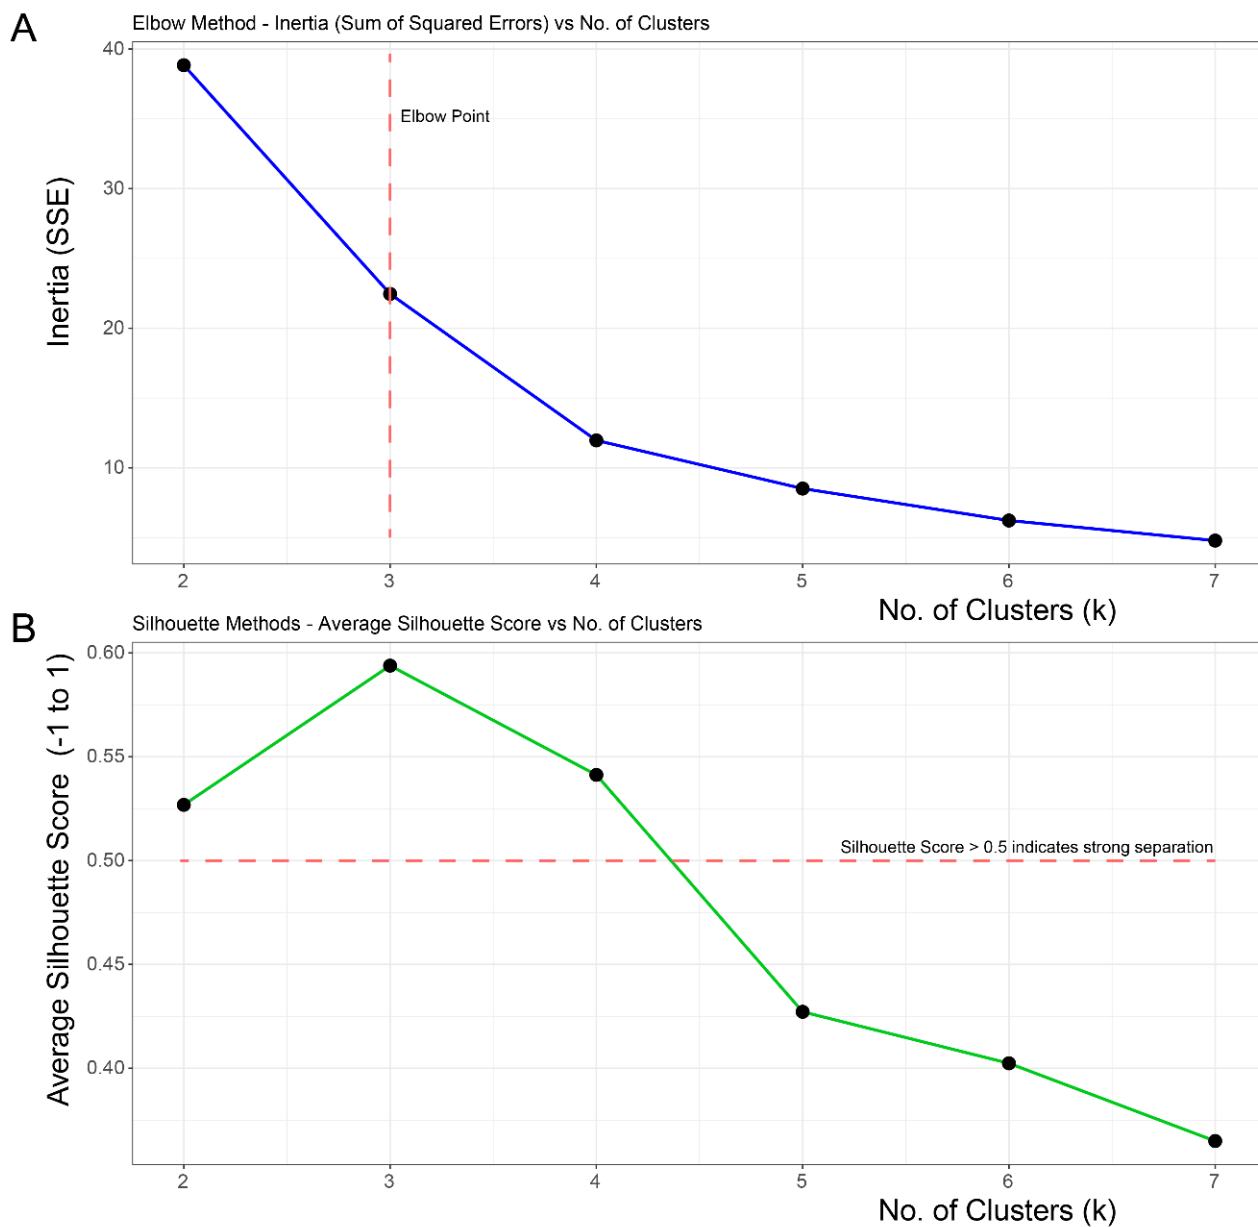 A
Elbow Method - Inertia (Sum of Squared Errors) vs No. of Clusters
40
30
20
10
Inertia (SSE)
Elbow Point
2 3 4 5 6 7
No. of Clusters (k)
B
Silhouette Methods - Average Silhouette Score vs No. of Clusters
0.60
0.55
0.50
0.45
0.40
Average Silhouette Score (-1 to 1)
Silhouette Score > 0.5 indicates strong separation
2 3 4 5 6 7
No. of Clusters (k)